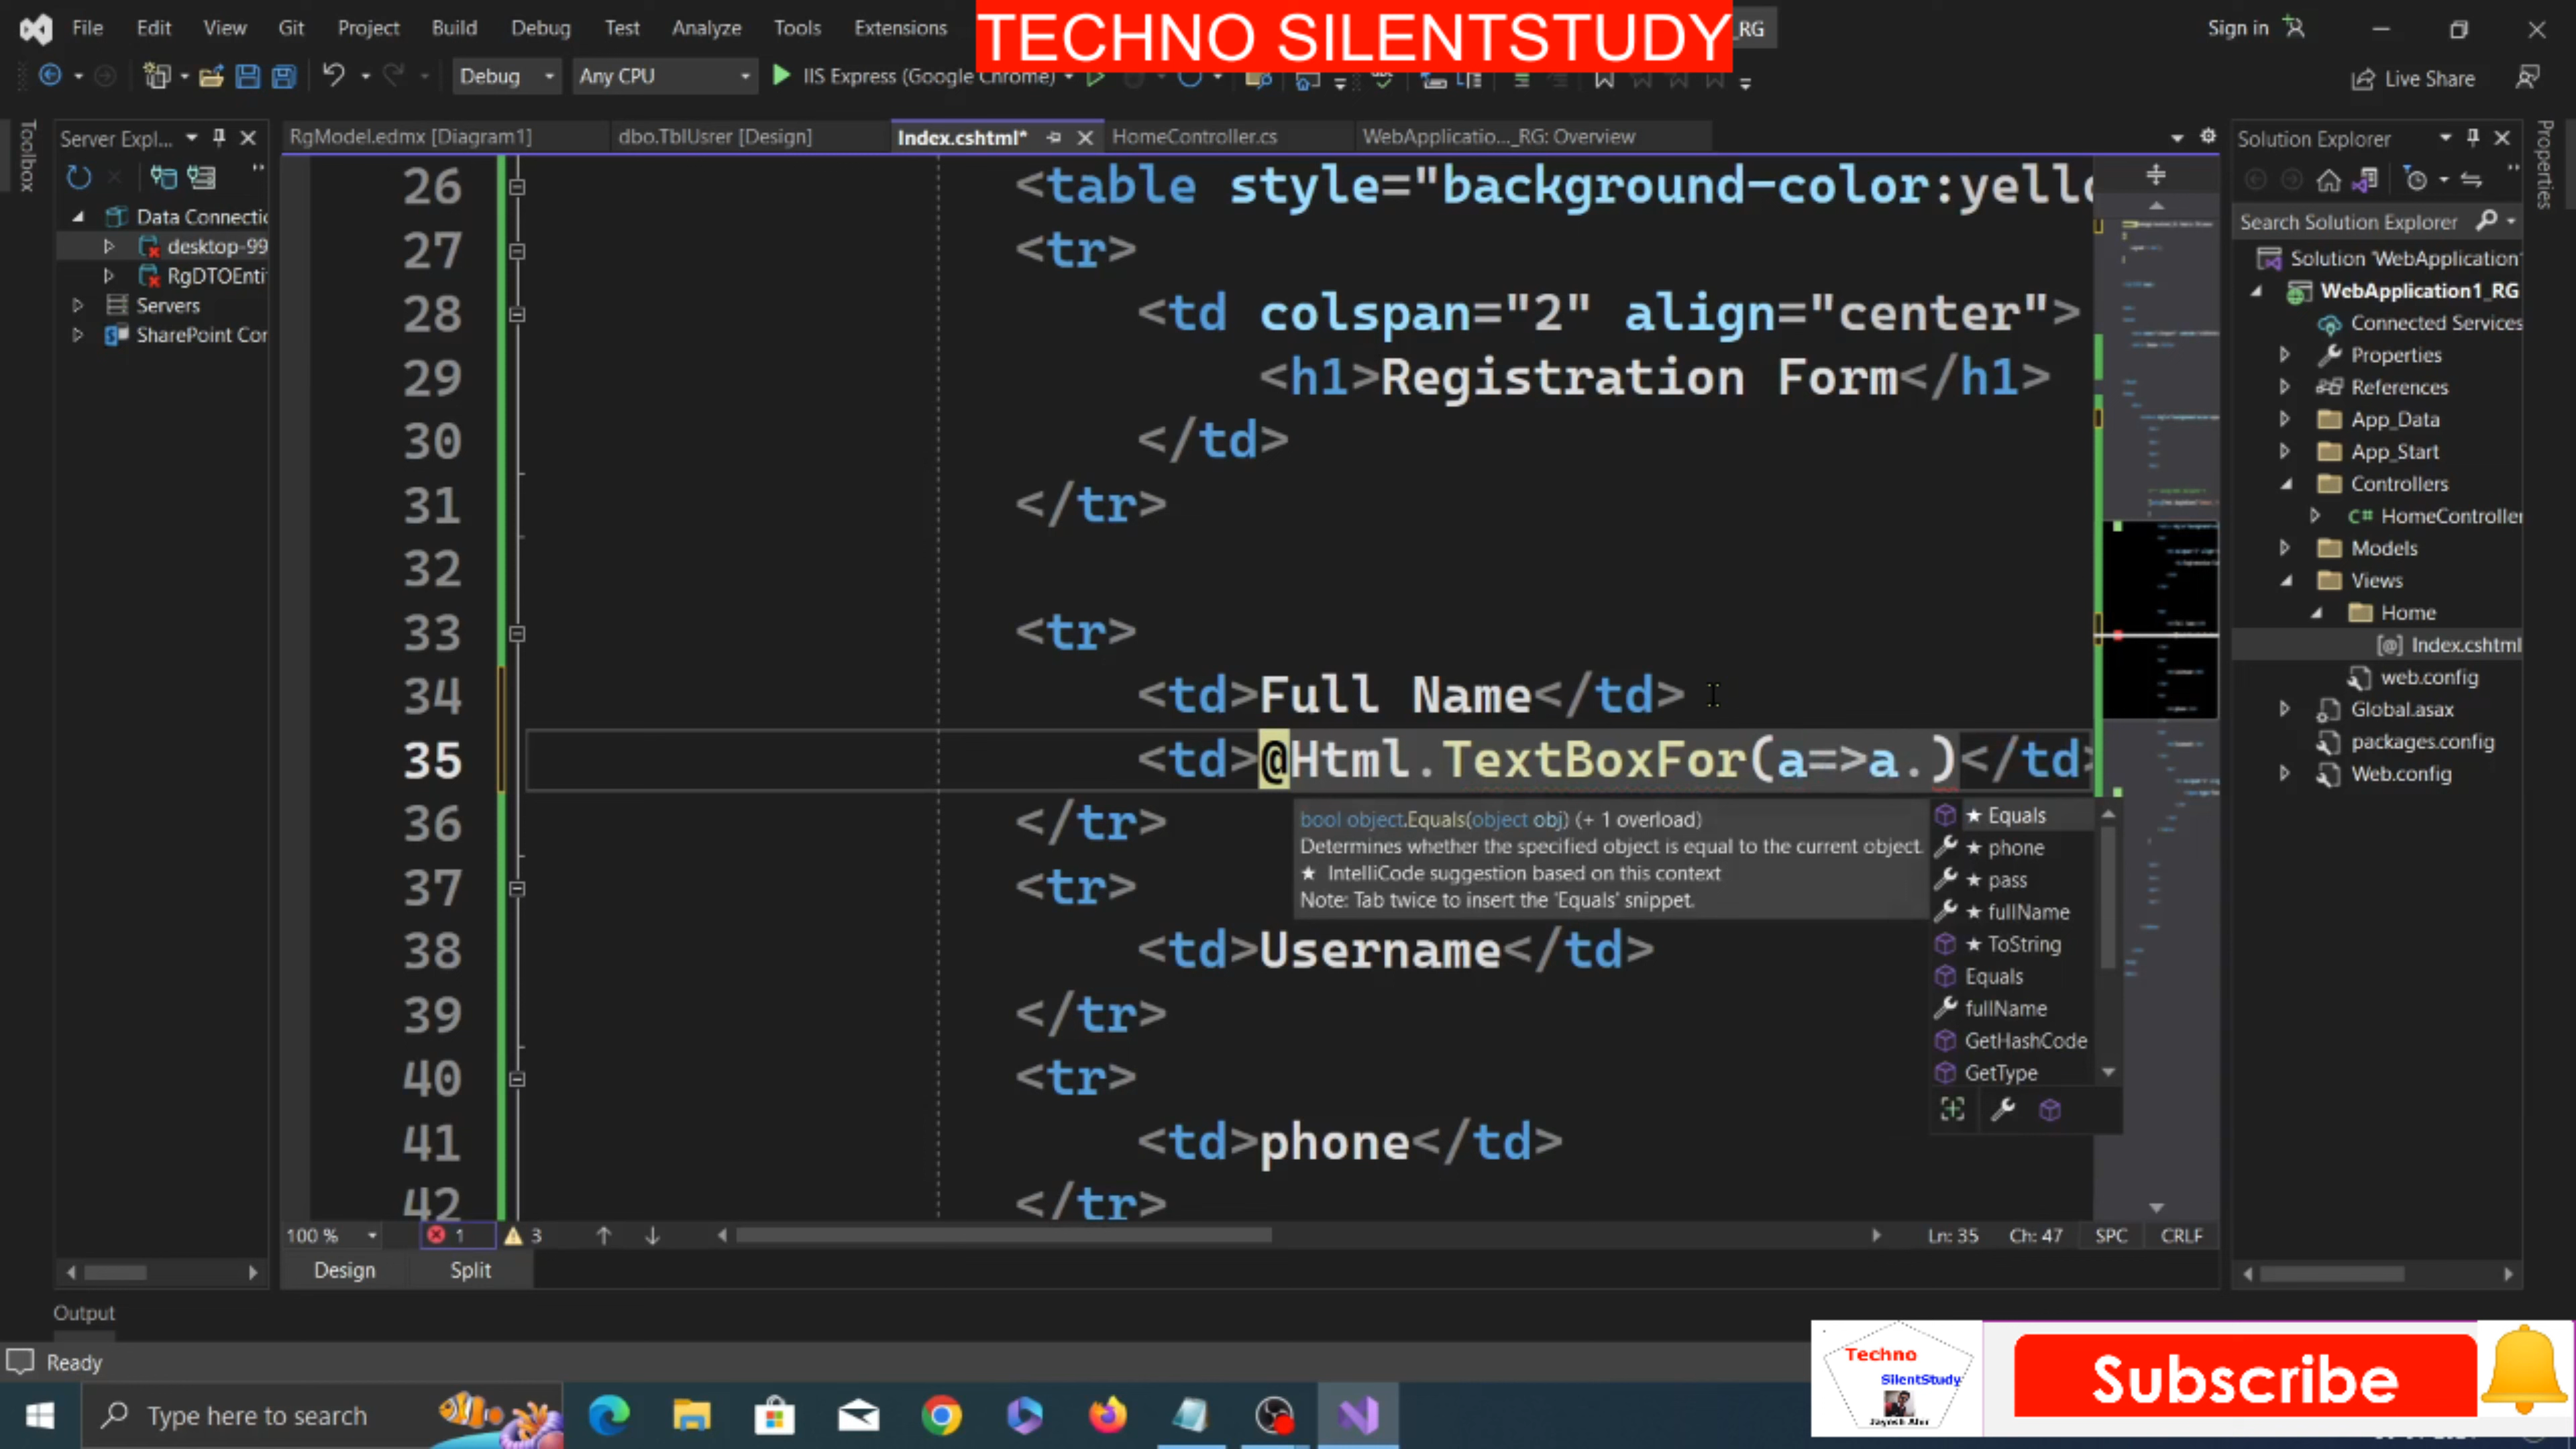 File Edit View Git Project Build Debug Test Analyze Tools Extensions TECHNO SILENTSTUDY _RG Sign in
Debug Any CPU IIS Express (Google Chrome) Live Share
Toolbox
Server Expl...
Data Connectic
desktop-99
RgDTOEnti
Servers
SharePoint Cor
RgModel.edmx [Diagram1] dbo.TblUsrer [Design] Index.cshtml* HomeController.cs WebApplicatio..._RG: Overview
26 <table style="background-color:yello
27 <tr>
28 <td colspan="2" align="center">
29 <h1>Registration Form</h1>
30 </td>
31 </tr>
32
33 <tr>
34 <td>Full Name</td>
35 <td>@Html.TextBoxFor(a=>a.)</td>
36 </tr>
37 <tr>
38 <td>Username</td>
39 </tr>
40 <tr>
41 <td>phone</td>
42 </tr>
bool object.Equals(object obj) (+ 1 overload)
Determines whether the specified object is equal to the current object.
★ IntelliCode suggestion based on this context
Note: Tab twice to insert the 'Equals' snippet.
★ Equals
★ phone
★ pass
★ fullName
★ ToString
Equals
fullName
GetHashCode
GetType
100 % 1 3 Ln: 35 Ch: 47 SPC CRLF
Design Split
Solution Explorer
Search Solution Explorer
Solution 'WebApplication1
WebApplication1_RG
Connected Services
Properties
References
App_Data
App_Start
Controllers
C# HomeController
Models
Views
Home
[@] Index.cshtml
web.config
Global.asax
packages.config
Web.config
Properties
Output
Ready
Type here to search
Techno
SilentStudy
Jayesh Ahir
Subscribe